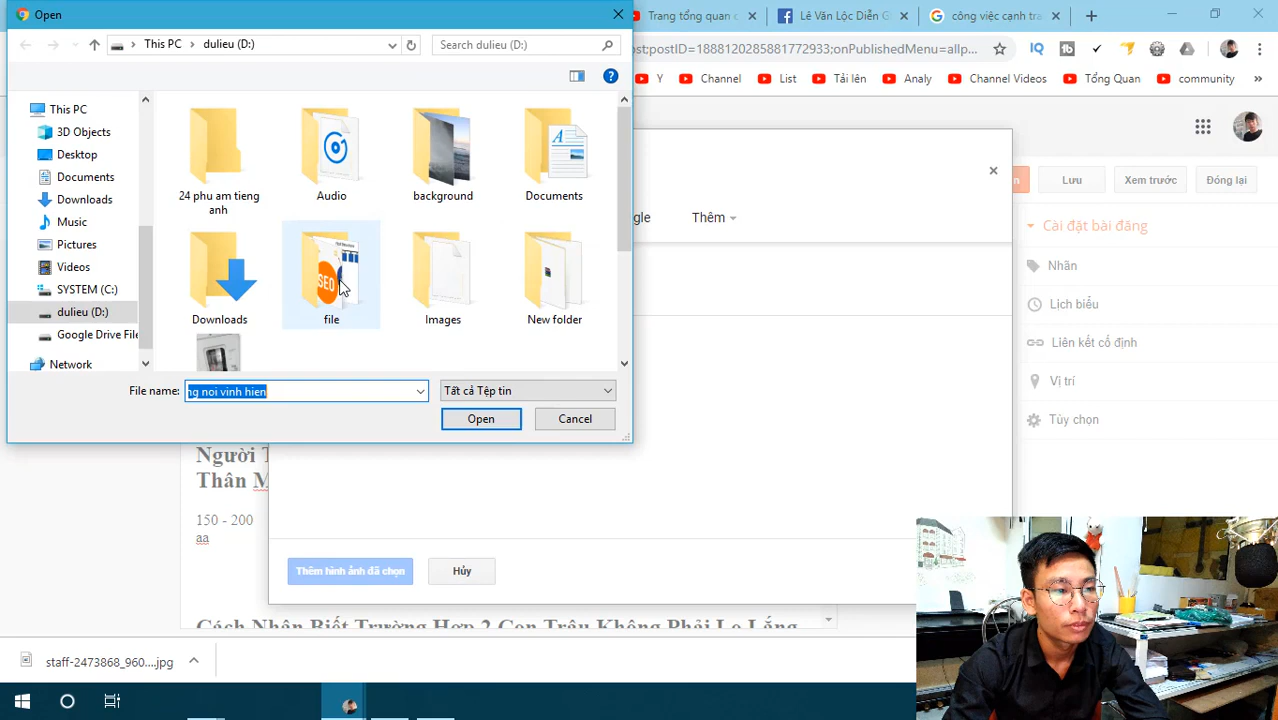 Open
Trang tổng quan c
Lê Văn Lộc Diễn G
công việc cạnh tra
This PC
dulieu (D:)
Search dulieu (D:)
post;postID=1888120285881772933;onPublishedMenu=allp
Y
Channel
List
Tải lên
Analy
Channel Videos
Tổng Quan
community
This PC
3D Objects
Desktop
Documents
Downloads
Music
Pictures
Videos
SYSTEM (C:)
dulieu (D:)
Google Drive File
Network
24 phu am tieng
anh
Audio
background
Documents
Downloads
SEO
file
Images
New folder
File name:
ng noi vinh hien
Tất cả Tệp tin
Open
Cancel
gle
Thêm
n
Lưu
Xem trước
Đóng lại
Cài đặt bài đăng
Nhãn
Lịch biểu
Liên kết cố định
Vị trí
Tùy chọn
Người T
Thân M
150 - 200
aa
Thêm hình ảnh đã chọn
Hủy
Cách Nhân Biết Trường Hợp 2 Con Trâu Không Phải Lo Lắng
staff-2473868_960....jpg